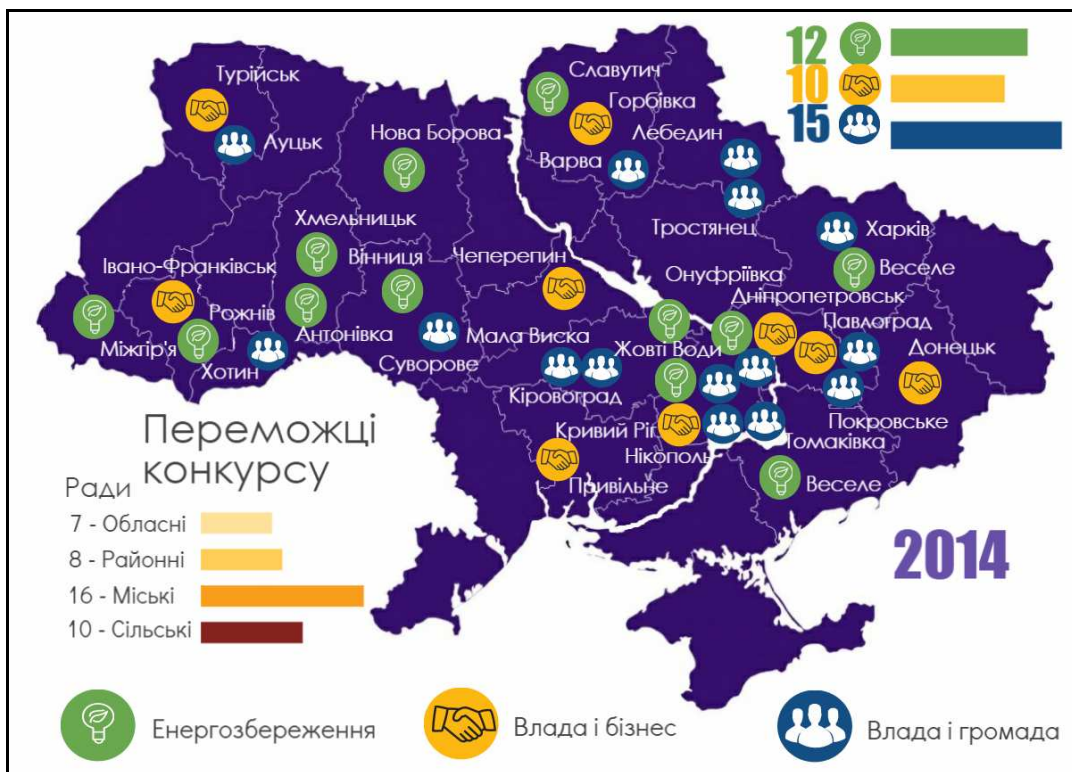 12
10
15
Турійськ
Луцьк
Нова Борова
Славутич
Горбівка
Лебедин
Варва
Тростянец
Харків
Веселе
Хмельницьк
Вінниця
Чеперепин
Онуфріївка
Дніпропетровськ
Івано-Франківськ
Рожнів
Антонівка
Мала Виска
Жовті Води
Павлоград
Донецьк
Міжгір'я
Хотин
Суворове
Кіровоград
Покровське
Кривий Ріг
Томаківка
Нікополь
Привільне
Веселе
Переможці
конкурсу
Ради
7 - Обласні
8 - Районні
16 - Міські
10 - Сільські
2014
Енергозбереження
Влада і бізнес
Влада і громада